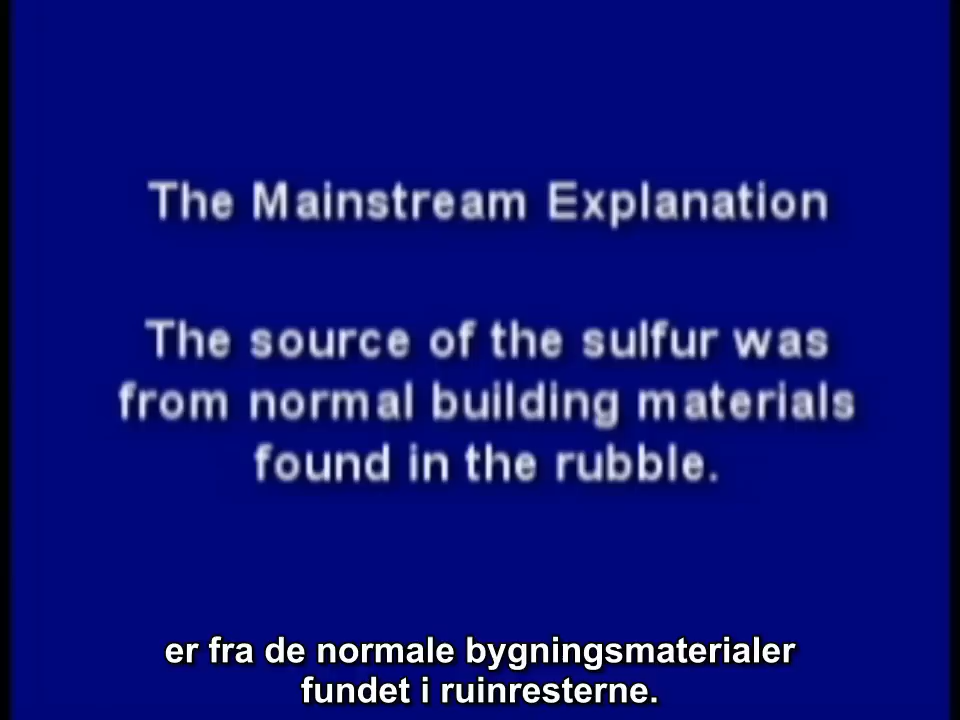 The Mainstream Explanation
The source of the sulfur was
from normal building materials
found in the rubble.
er fra de normale bygningsmaterialer
fundet i ruinresterne.